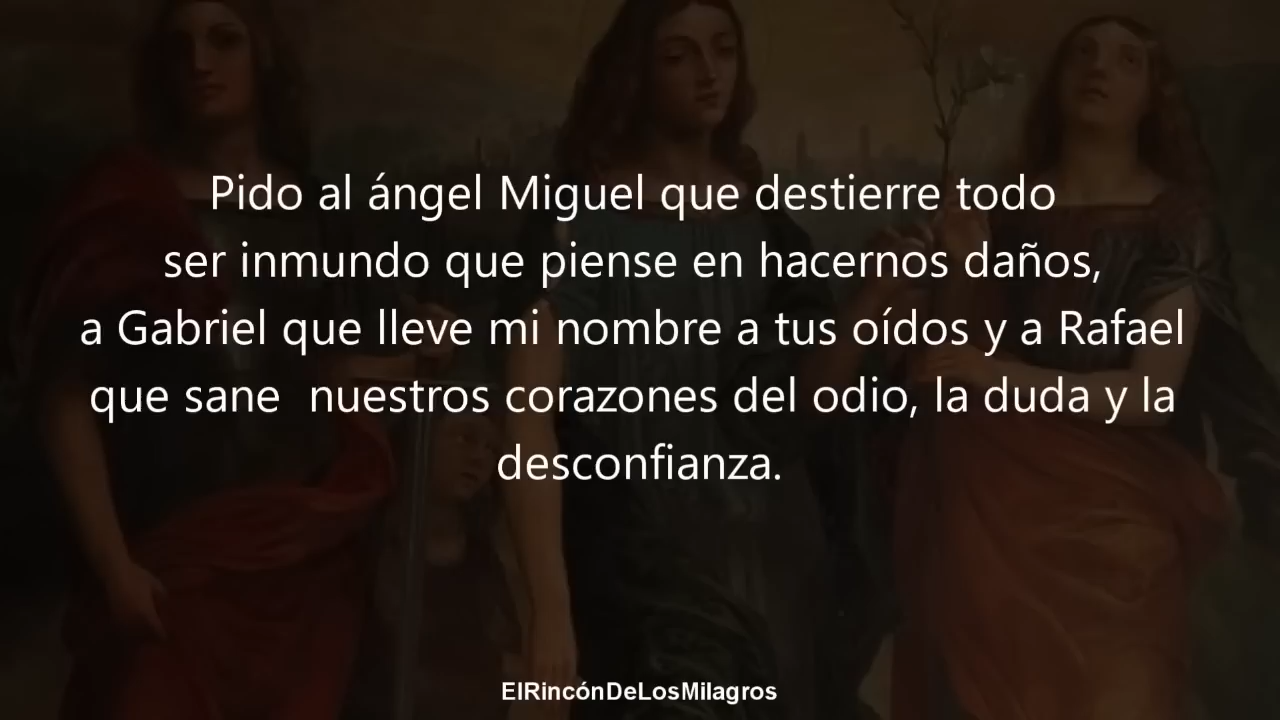 Pido al ángel Miguel que destierre todo
ser inmundo que piense en hacernos daños,
a Gabriel que lleve mi nombre a tus oídos y a Rafael
que sane  nuestros corazones del odio, la duda y la
desconfianza.
ElRincónDeLosMilagros